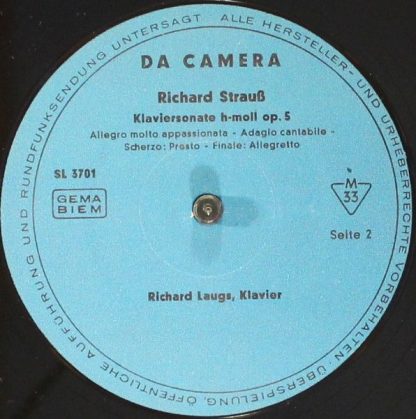 ALLE HERSTELLER- UND URHEBERRECHTE VORBEHALTEN · ÜBERSPIELUNG, ÖFFENTLICHE AUFFÜHRUNG UND RUNDFUNKSENDUNG UNTERSAGT ·
DA CAMERA
Richard Strauß
Klaviersonate h-moll op. 5
Allegro molto appassionata - Adagio cantabile -
Scherzo: Presto - Finale: Allegretto
SL 3701
GEMA
BIEM
M
33
Seite 2
Richard Laugs, Klavier